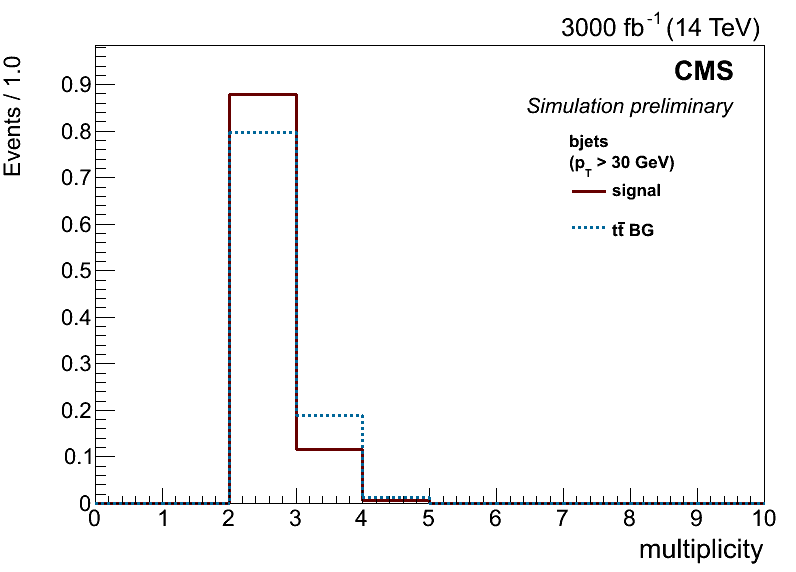 3000 fb⁻¹ (14 TeV)
Events / 1.0
CMS
Simulation preliminary
bjets
(p_T > 30 GeV)
signal
tt̄ BG
0.9
0.8
0.7
0.6
0.5
0.4
0.3
0.2
0.1
0
0 1 2 3 4 5 6 7 8 9 10
multiplicity